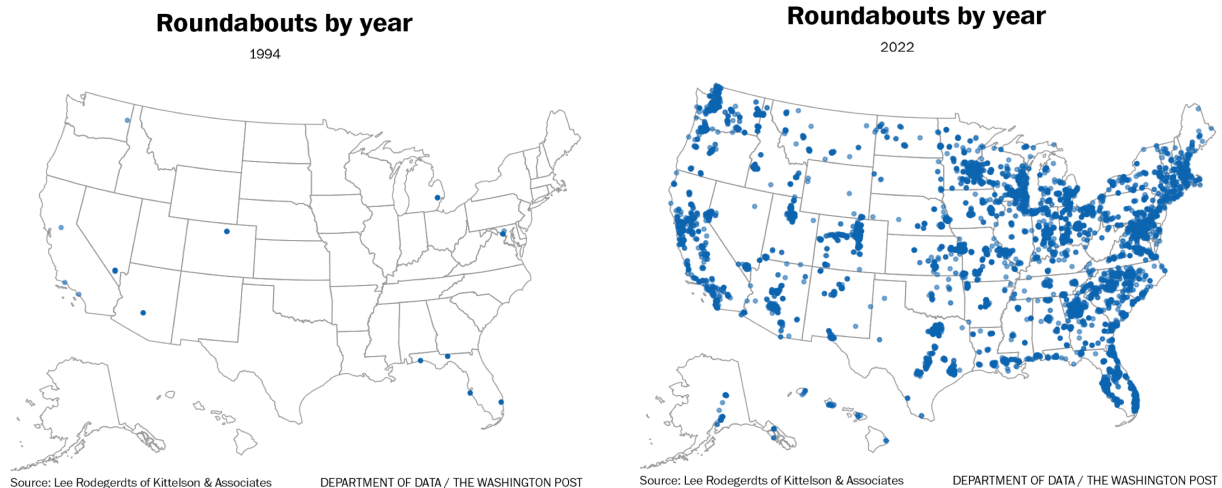 Roundabouts by year
1994
Source: Lee Rodegerdts of Kittelson & Associates
DEPARTMENT OF DATA / THE WASHINGTON POST
Roundabouts by year
2022
Source: Lee Rodegerdts of Kittelson & Associates
DEPARTMENT OF DATA / THE WASHINGTON POST